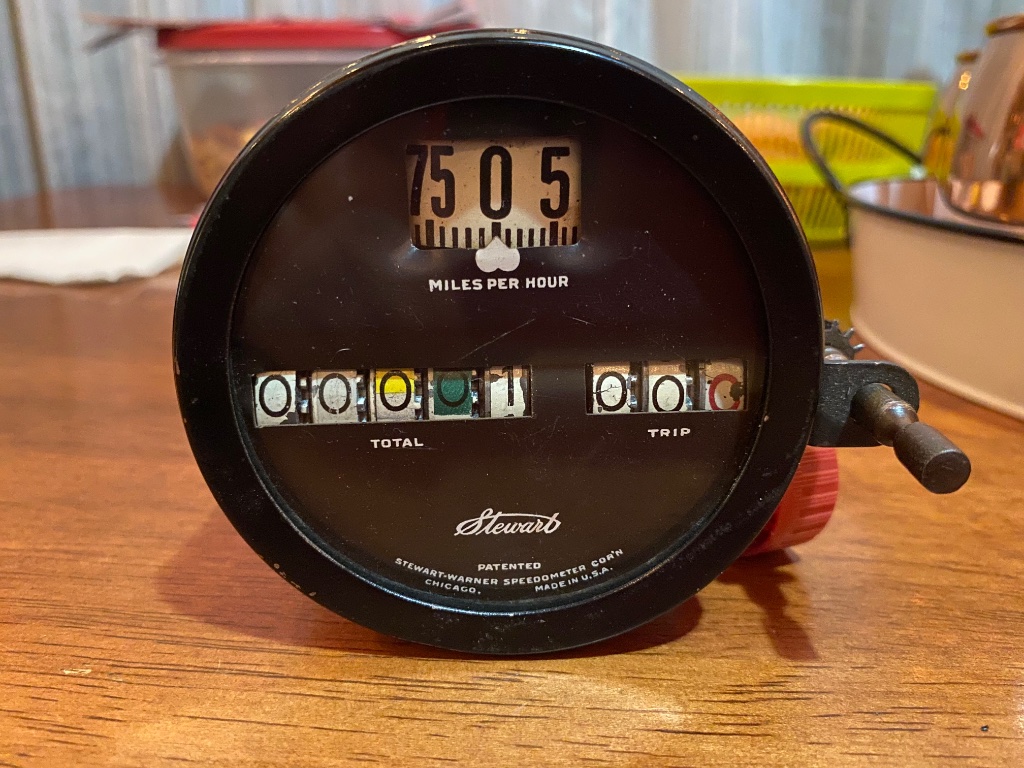 75 0 5
MILES PER HOUR
0 0 0 0 1 0 0 0
TOTAL TRIP
Stewart
PATENTED
STEWART-WARNER SPEEDOMETER COR'N
CHICAGO. MADE IN U.S.A.